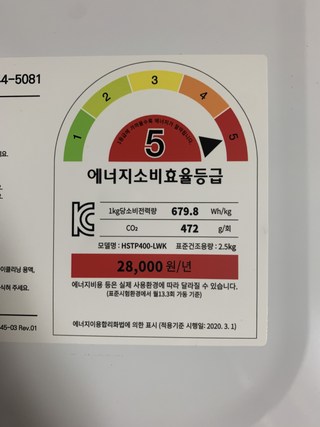 4-5081
1 2 3 4 5
5
에너지소비효율등급
1kg당소비전력량 679.8 Wh/kg
CO₂ 472 g/회
모델명 : HSTP400-LWK 표준건조용량 : 2.5kg
28,000 원/년
에너지비용 등은 실제 사용환경에 따라 달라질 수 있습니다.
(표준시험환경에서 월13.3회 가동 기준)
에너지이용합리화법에 의한 표시 (적용기준 시행일: 2020. 3. 1)
요.
이클리닝 용액,
식혀 주세요.
45-03 Rev.01